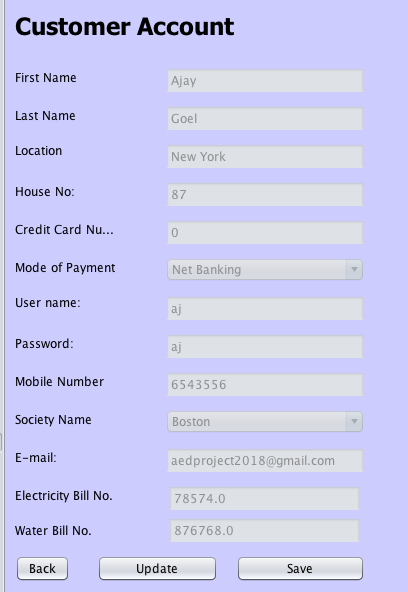 Customer Account
First Name Ajay
Last Name Goel
Location New York
House No: 87
Credit Card Nu... 0
Mode of Payment Net Banking
User name: aj
Password: aj
Mobile Number 6543556
Society Name Boston
E-mail: aedproject2018@gmail.com
Electricity Bill No. 78574.0
Water Bill No. 876768.0
Back Update Save